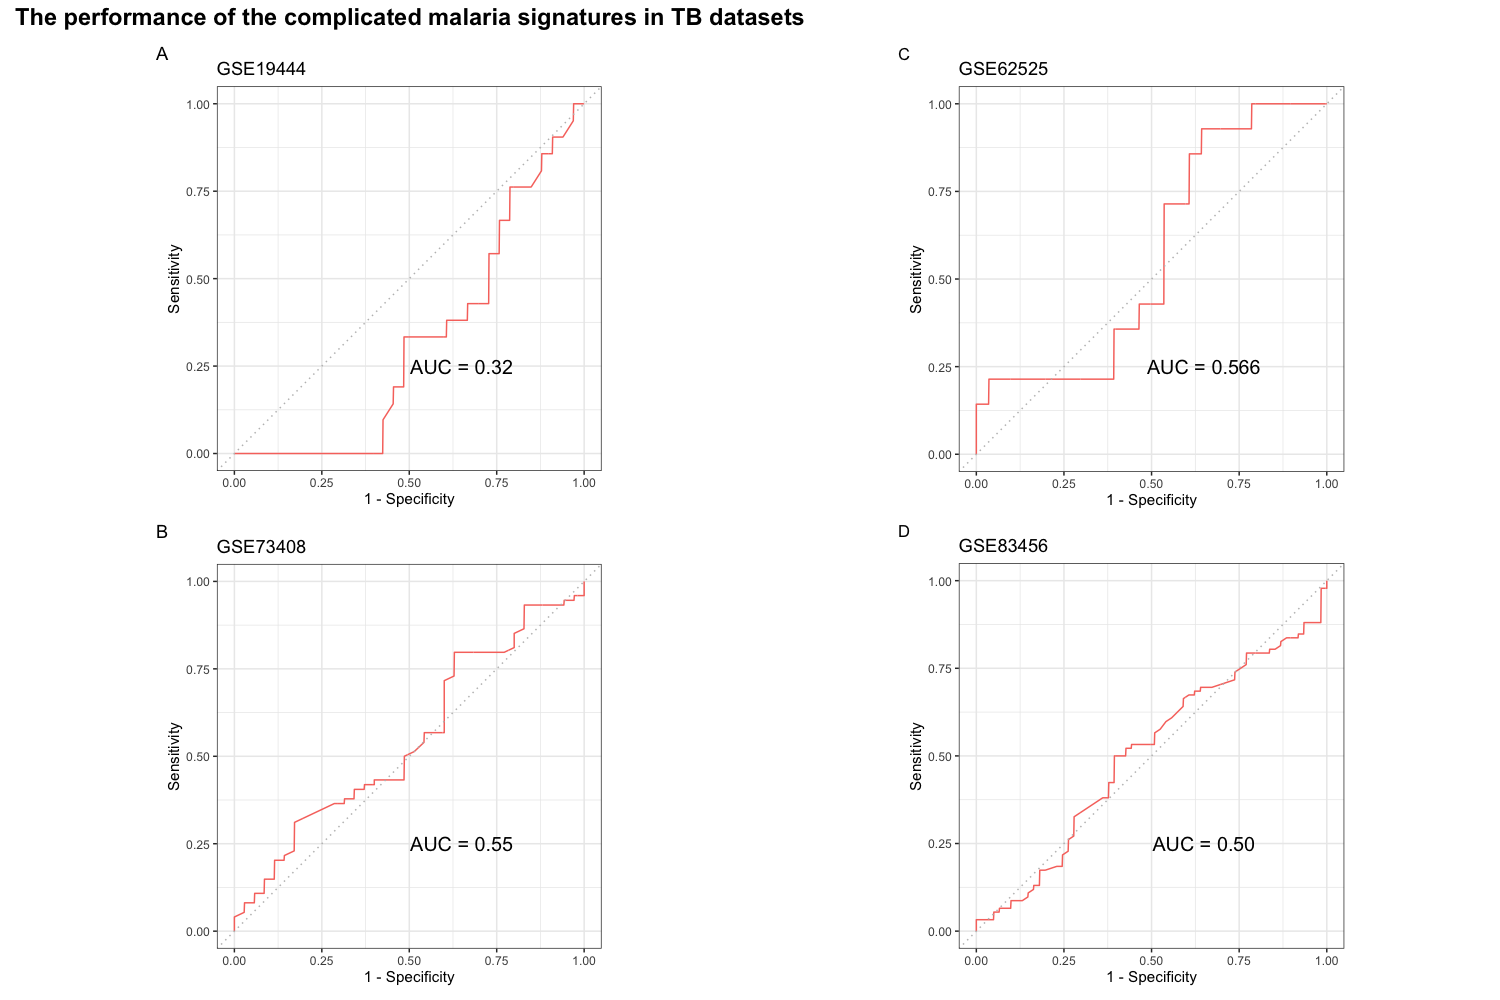 The performance of the complicated malaria signatures in TB datasets
A
GSE19444
1.00
0.75
0.50
0.25
0.00
Sensitivity
AUC = 0.32
0.00 0.25 0.50 0.75 1.00
1 - Specificity
B
GSE73408
1.00
0.75
0.50
0.25
0.00
Sensitivity
AUC = 0.55
0.00 0.25 0.50 0.75 1.00
1 - Specificity
C
GSE62525
1.00
0.75
0.50
0.25
0.00
Sensitivity
AUC = 0.566
0.00 0.25 0.50 0.75 1.00
1 - Specificity
D
GSE83456
1.00
0.75
0.50
0.25
0.00
Sensitivity
AUC = 0.50
0.00 0.25 0.50 0.75 1.00
1 - Specificity